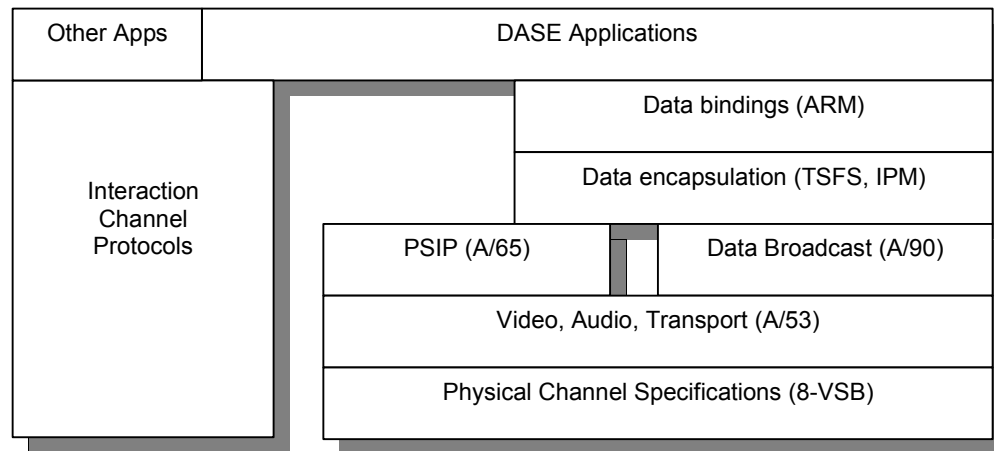 Other Apps
DASE Applications
Data bindings (ARM)
Data encapsulation (TSFS, IPM)
Interaction
Channel
Protocols
PSIP (A/65)
Data Broadcast (A/90)
Video, Audio, Transport (A/53)
Physical Channel Specifications (8-VSB)